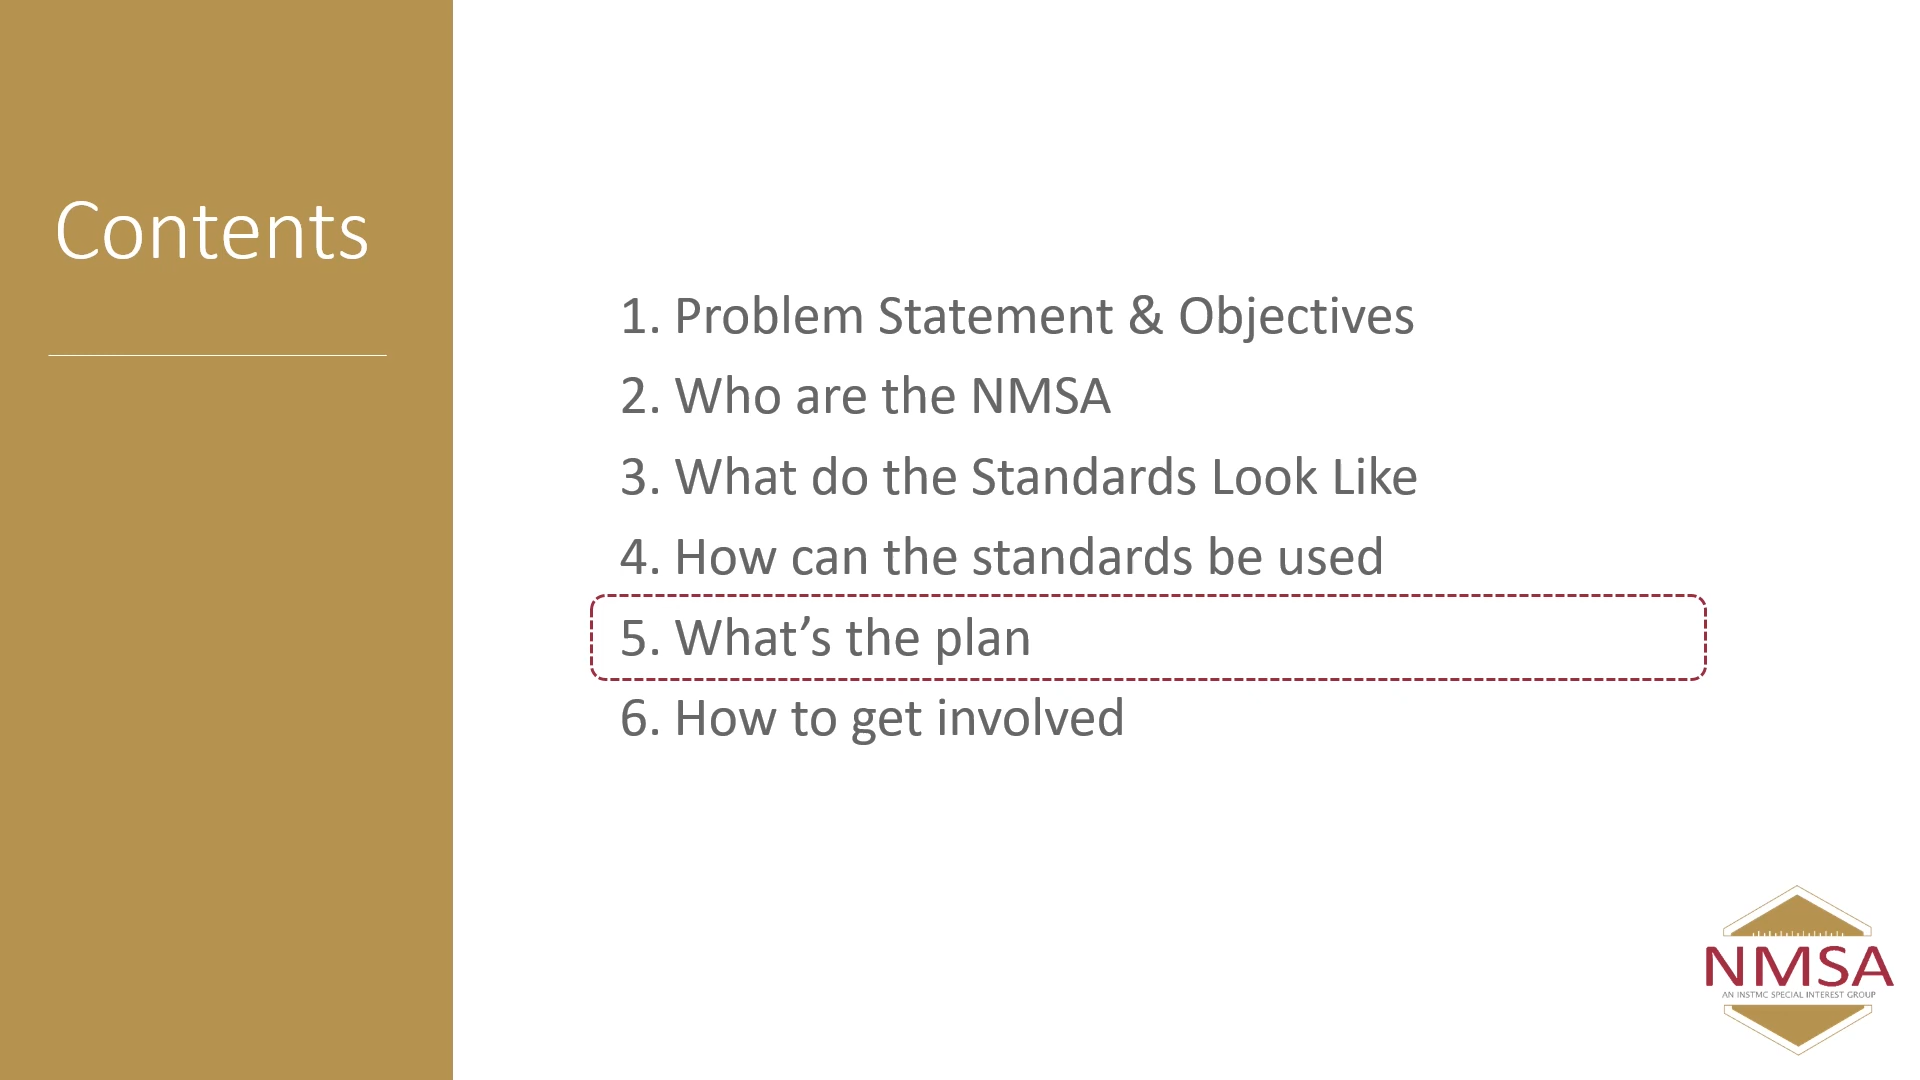 Contents
1. Problem Statement & Objectives
2. Who are the NMSA
3. What do the Standards Look Like
4. How can the standards be used
5. What’s the plan
6. How to get involved
NMSA
AN INSTMC SPECIAL INTEREST GROUP